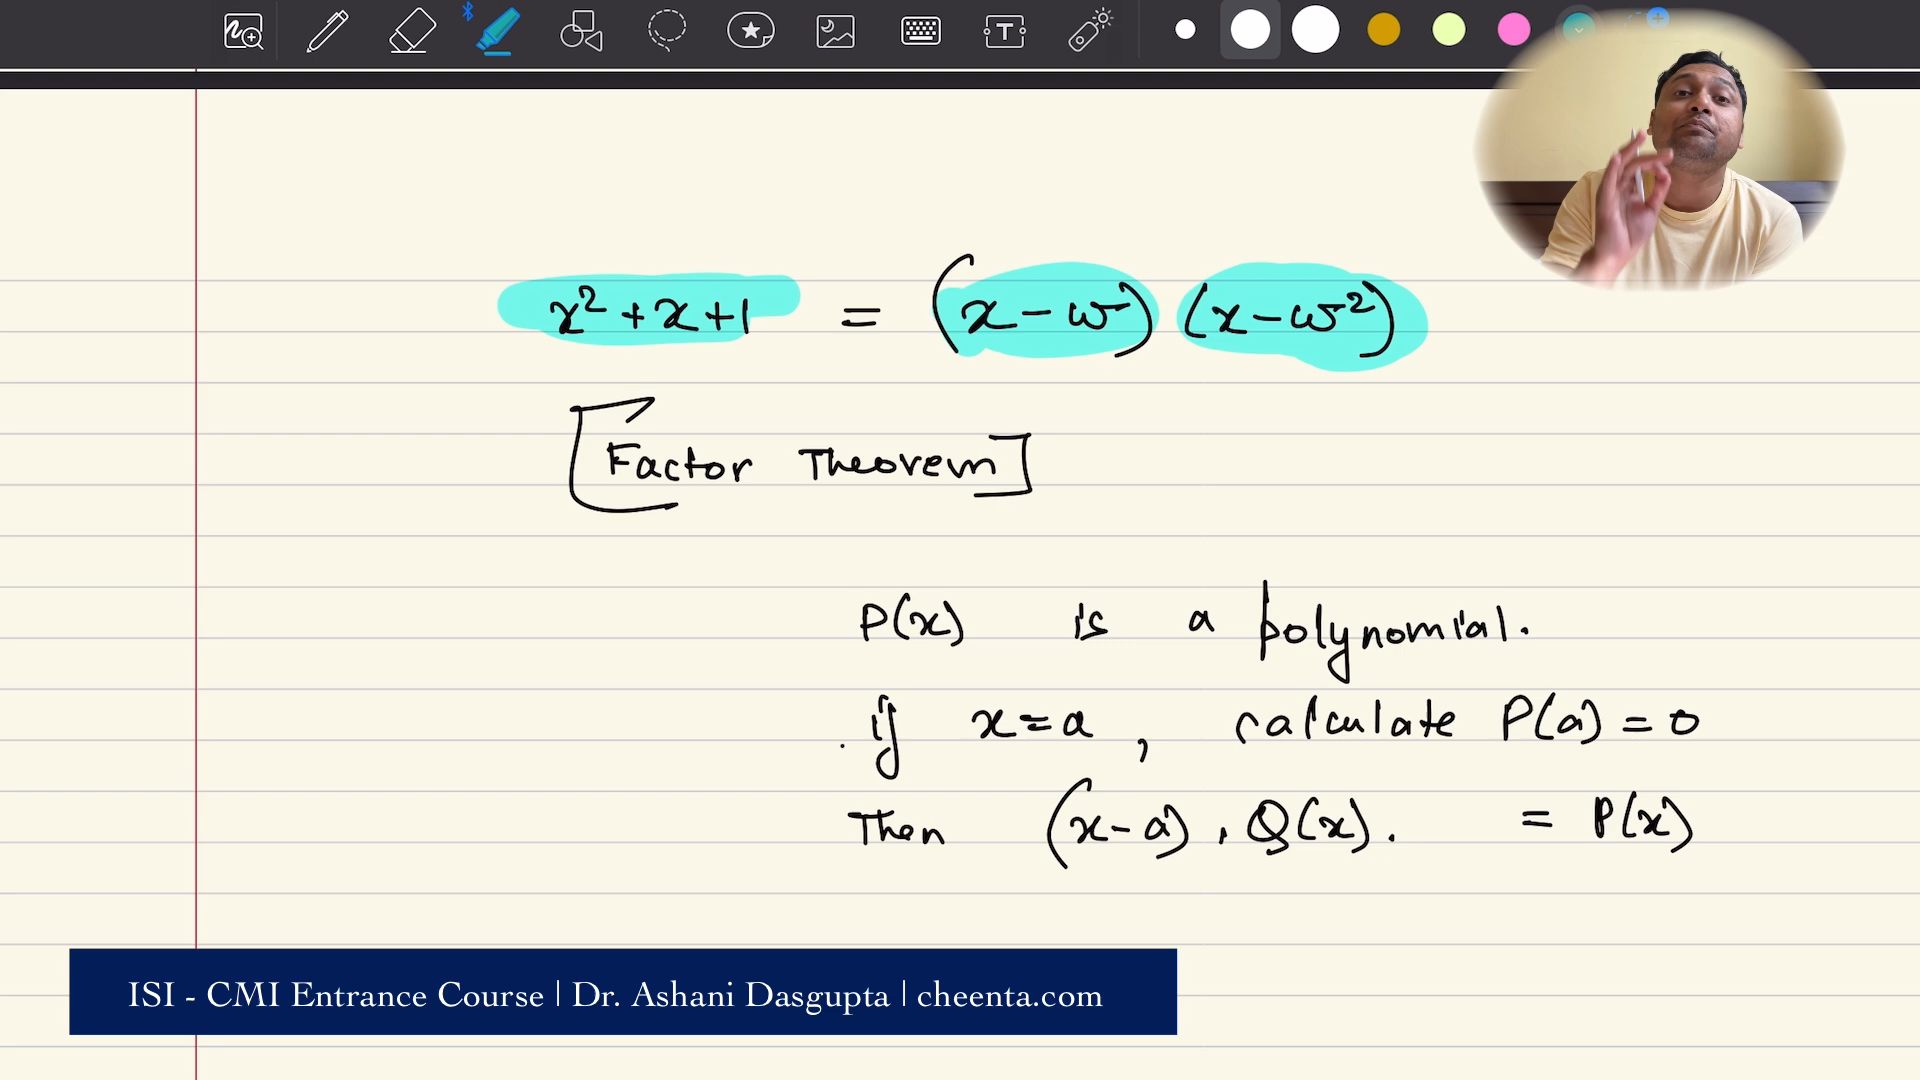 T
x² + x + 1 = (x - ω) (x - ω²)
[Factor Theorem]
P(x) is a polynomial.
if x = a, calculate P(a) = 0
Then (x - a) . Q(x). = P(x)
ISI - CMI Entrance Course | Dr. Ashani Dasgupta | cheenta.com